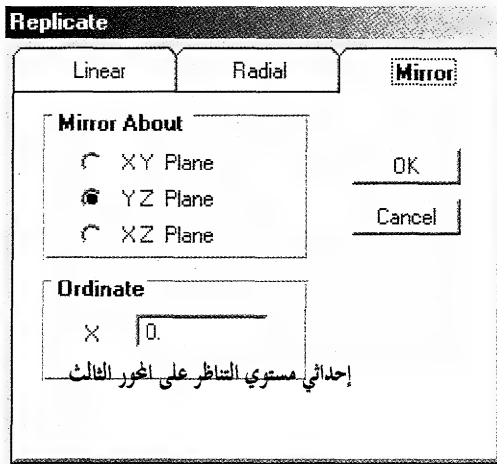 Replicate
Linear Radial Mirror
Mirror About
XY Plane
YZ Plane
XZ Plane
OK
Cancel
Ordinate
X 0.
إحداثي مستوي التناظر على المحور الثالث